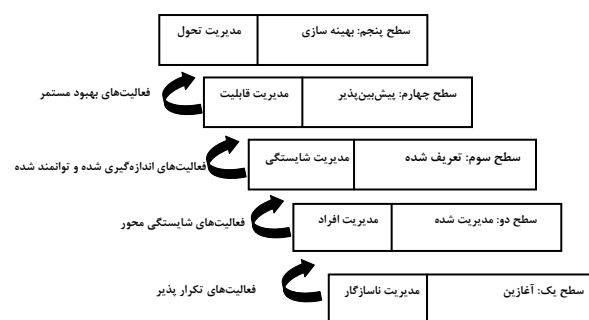 سطح پنجم: بهینه سازی
مدیریت تحول
فعالیت‌های بهبود مستمر
سطح چهارم: پیش‌بین‌پذیر
مدیریت قابلیت
فعالیت‌های اندازه‌گیری شده و توانمند شده
سطح سوم: تعریف شده
مدیریت شایستگی
فعالیت‌های شایستگی محور
سطح دو: مدیریت شده
مدیریت افراد
فعالیت‌های تکرار پذیر
سطح یک: آغازین
مدیریت ناسازگار